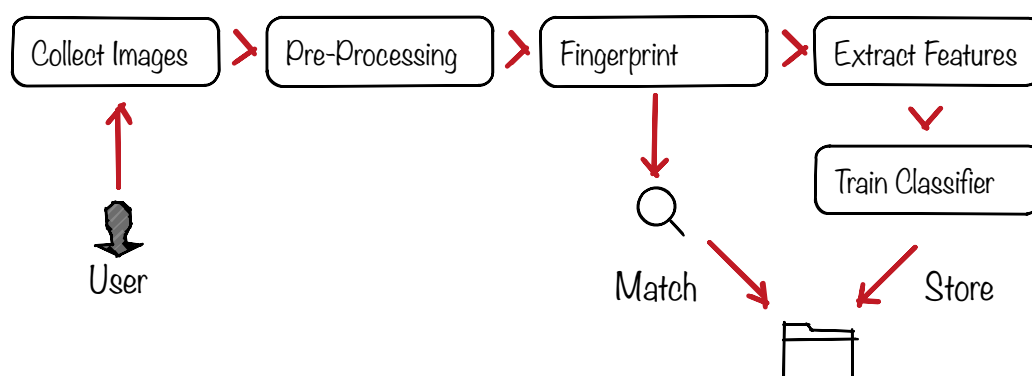 Collect Images
Pre-Processing
Fingerprint
Extract Features
Train Classifier
User
Match
Store